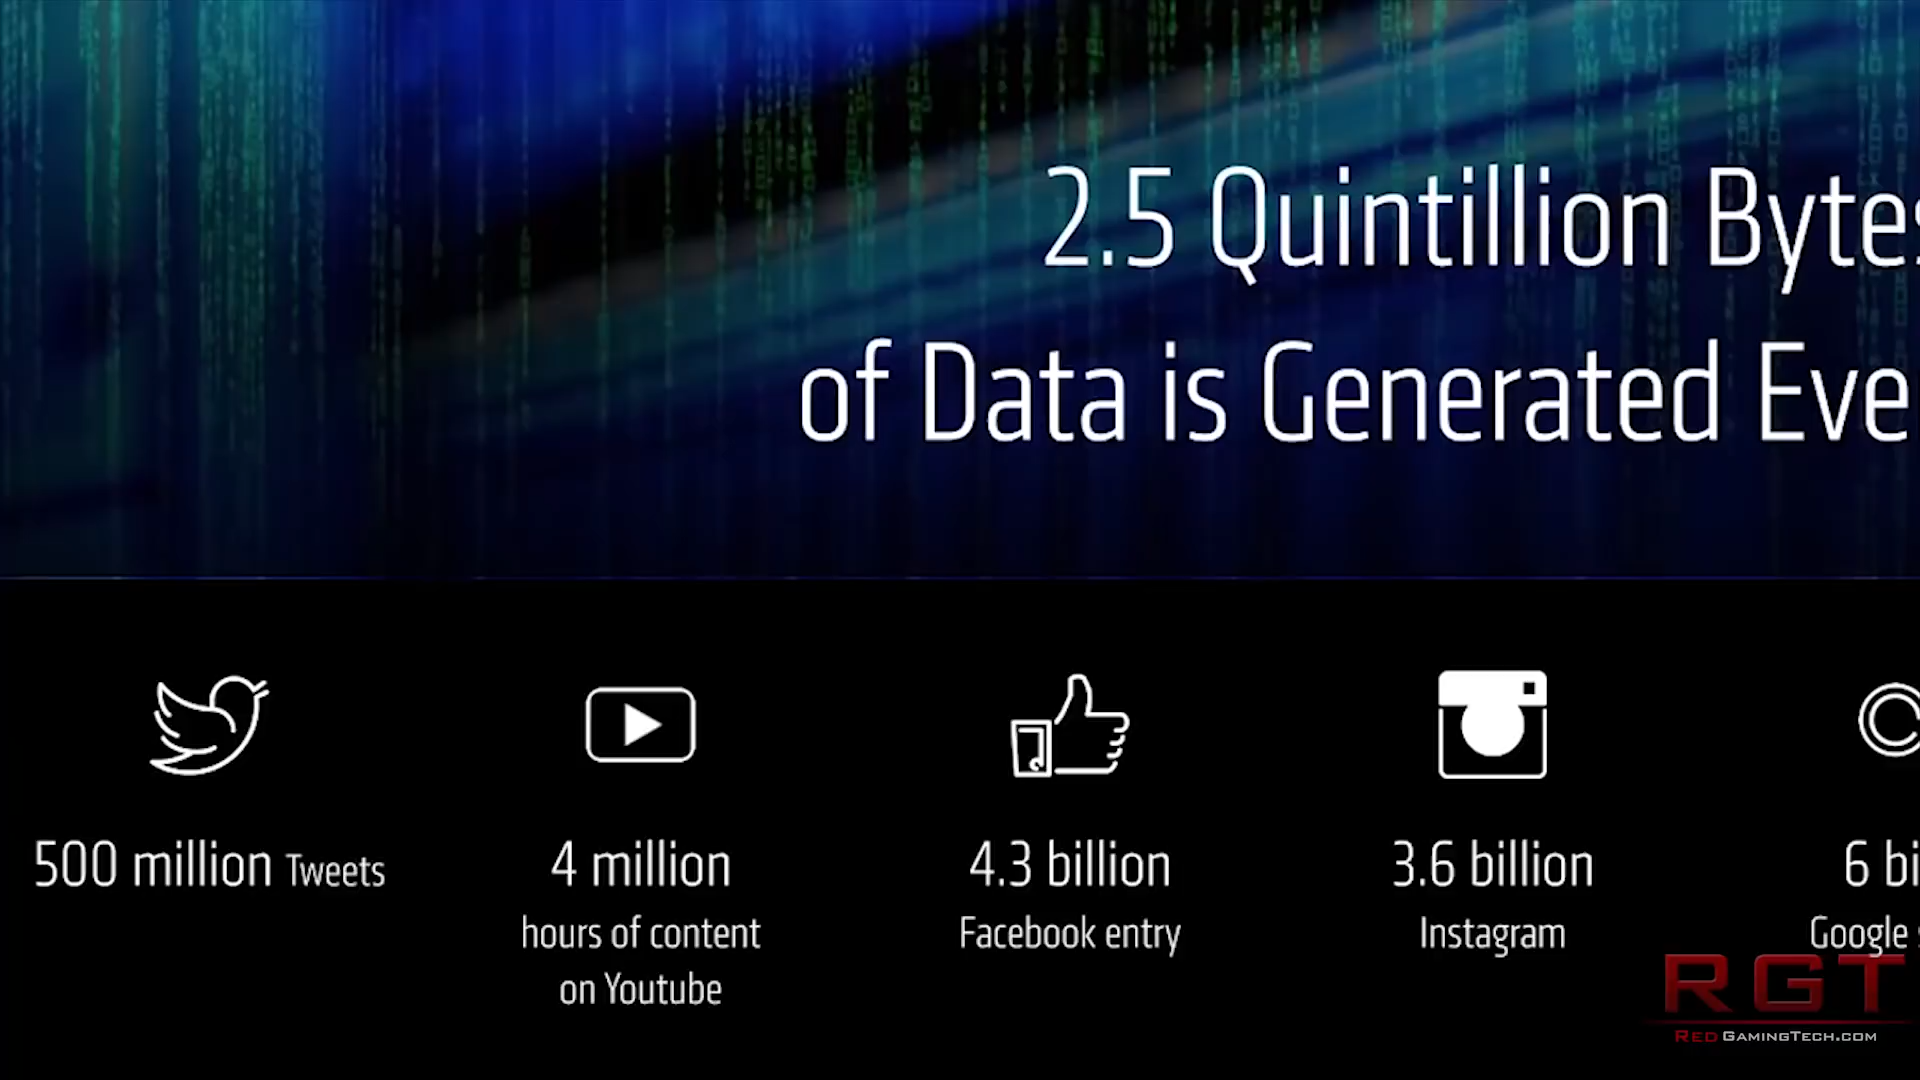 2.5 Quintillion Bytes
of Data is Generated Eve
500 million Tweets
4 million
hours of content
on Youtube
4.3 billion
Facebook entry
3.6 billion
Instagram
6 bi
Google
RGT
REDGAMINGTECH.COM